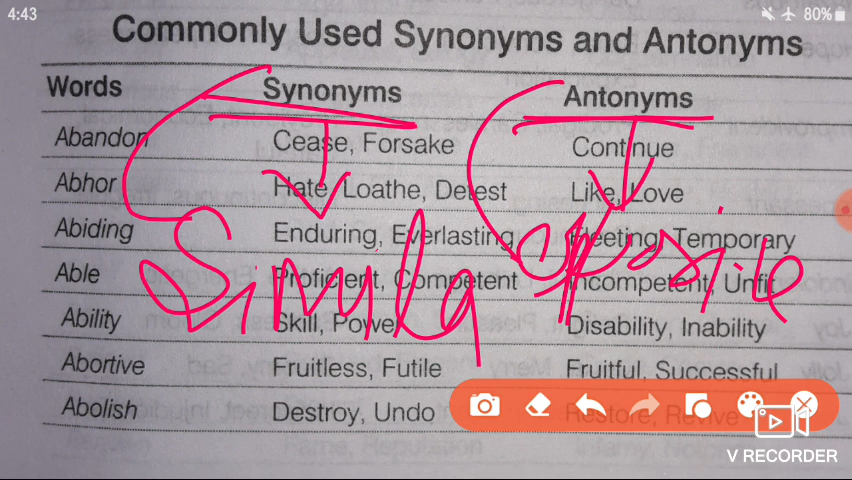 4:43 80%
Commonly Used Synonyms and Antonyms
Words Synonyms Antonyms
Abandon Cease, Forsake Continue
Abhor Hate, Loathe, Detest Like, Love
Abiding Enduring, Everlasting Fleeting, Temporary
Able Proficient, Competent Incompetent, Unfit
Ability Skill, Power Disability, Inability
Abortive Fruitless, Futile Fruitful, Successful
Abolish Destroy, Undo Restore, Revive
V RECORDER